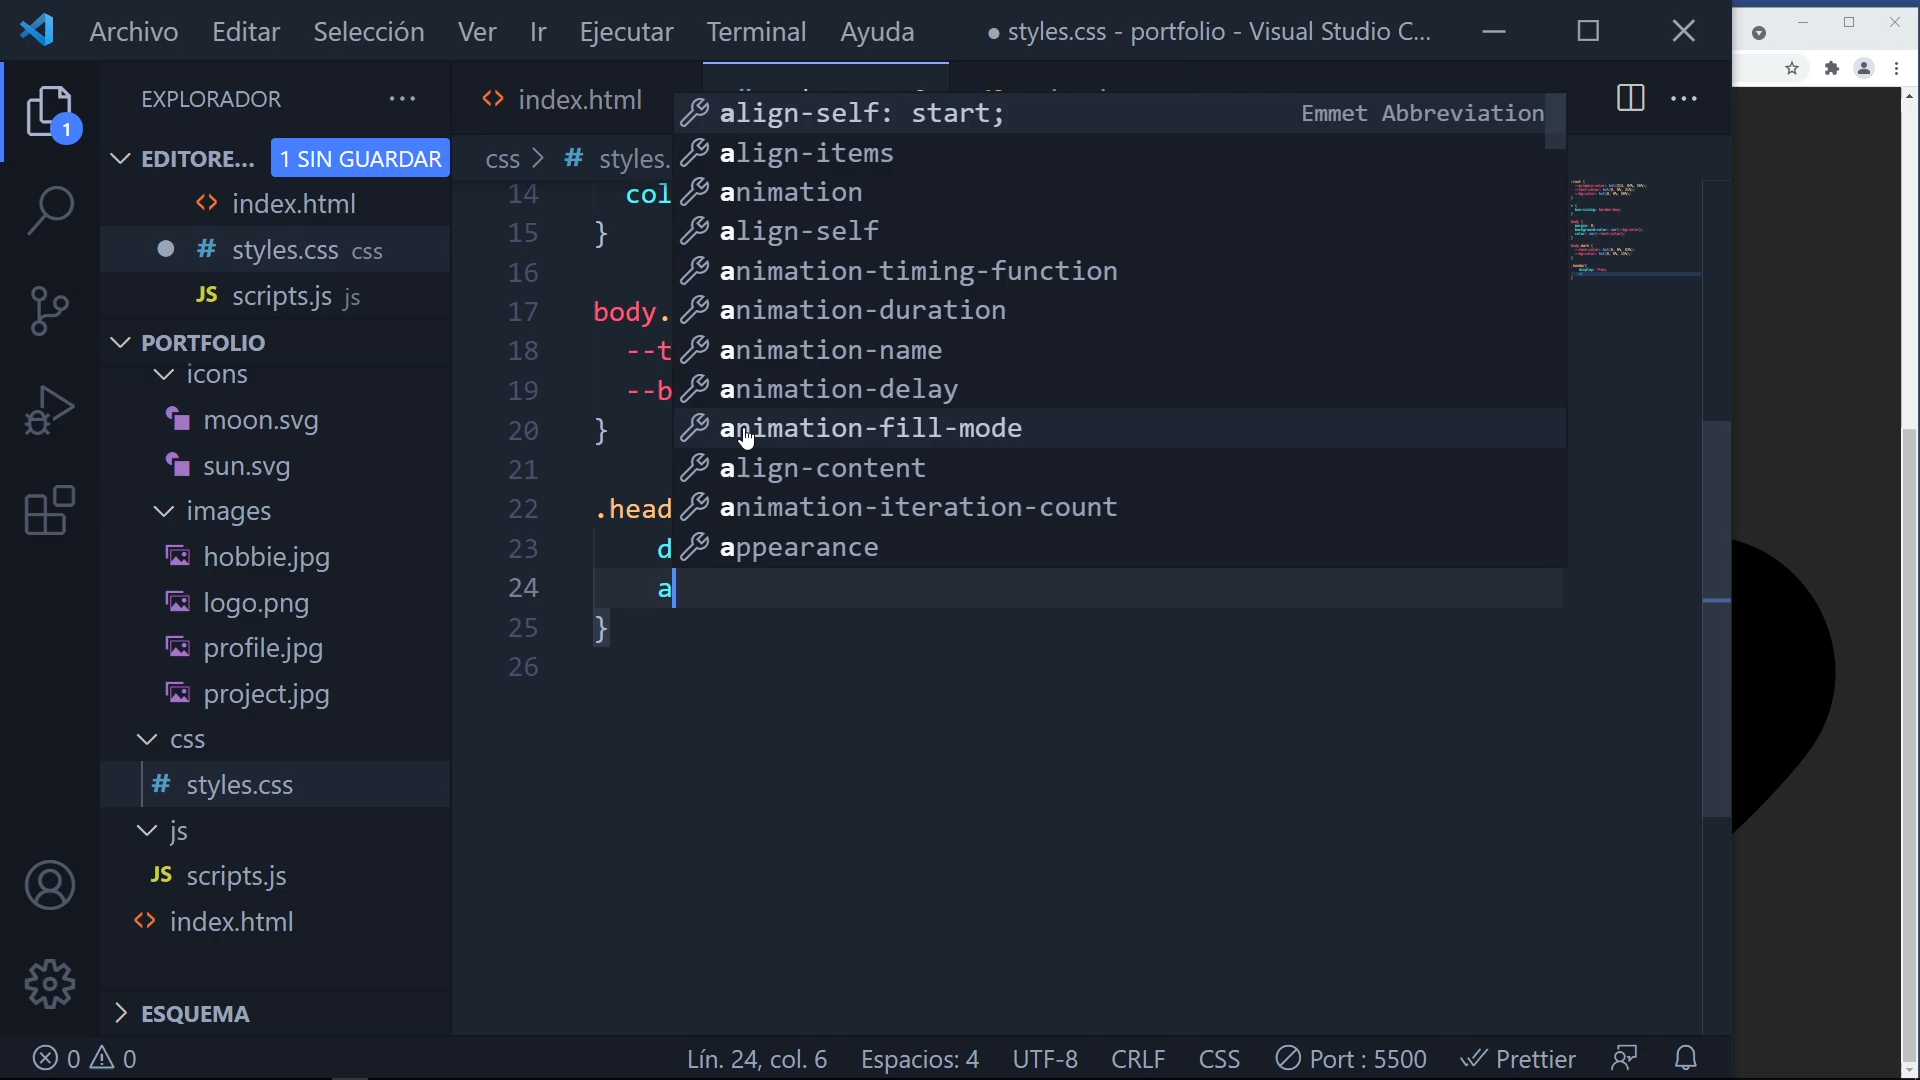 Archivo Editar Selección Ver Ir Ejecutar Terminal Ayuda ● styles.css - portfolio - Visual Studio C...
EXPLORADOR ...
1
EDITORE... 1 SIN GUARDAR
<> index.html
● # styles.css css
JS scripts.js js
PORTFOLIO
icons
moon.svg
sun.svg
images
hobbie.jpg
logo.png
profile.jpg
project.jpg
css
# styles.css
js
JS scripts.js
<> index.html
ESQUEMA
<> index.html
css > # styles.
14 col
15 }
16
17 body.
18 --t
19 --b
20 }
21
22 .head
23 d
24 a
25 }
26
align-self: start; Emmet Abbreviation
align-items
animation
align-self
animation-timing-function
animation-duration
animation-name
animation-delay
animation-fill-mode
align-content
animation-iteration-count
appearance
0 0 Lín. 24, col. 6 Espacios: 4 UTF-8 CRLF CSS Port : 5500 Prettier